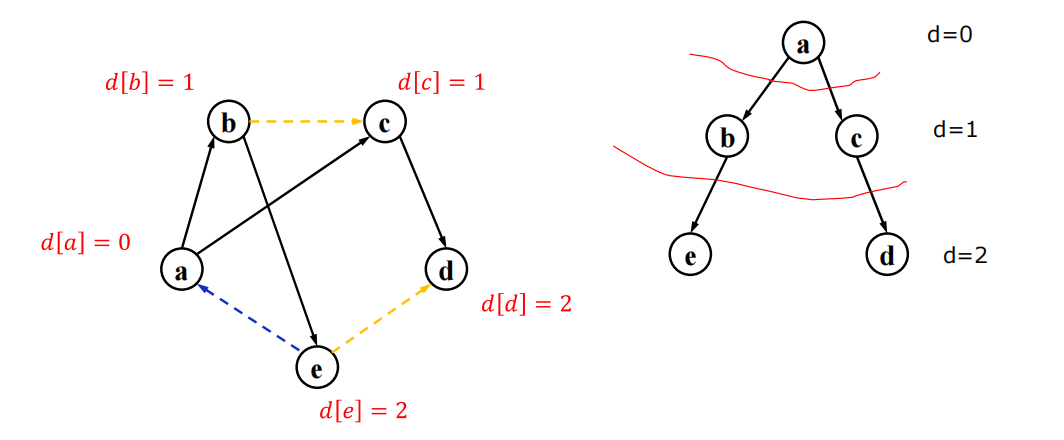 d[b] = 1
d[c] = 1
b
c
d[a] = 0
a
d
d[d] = 2
e
d[e] = 2
a
d=0
b
c
d=1
e
d
d=2